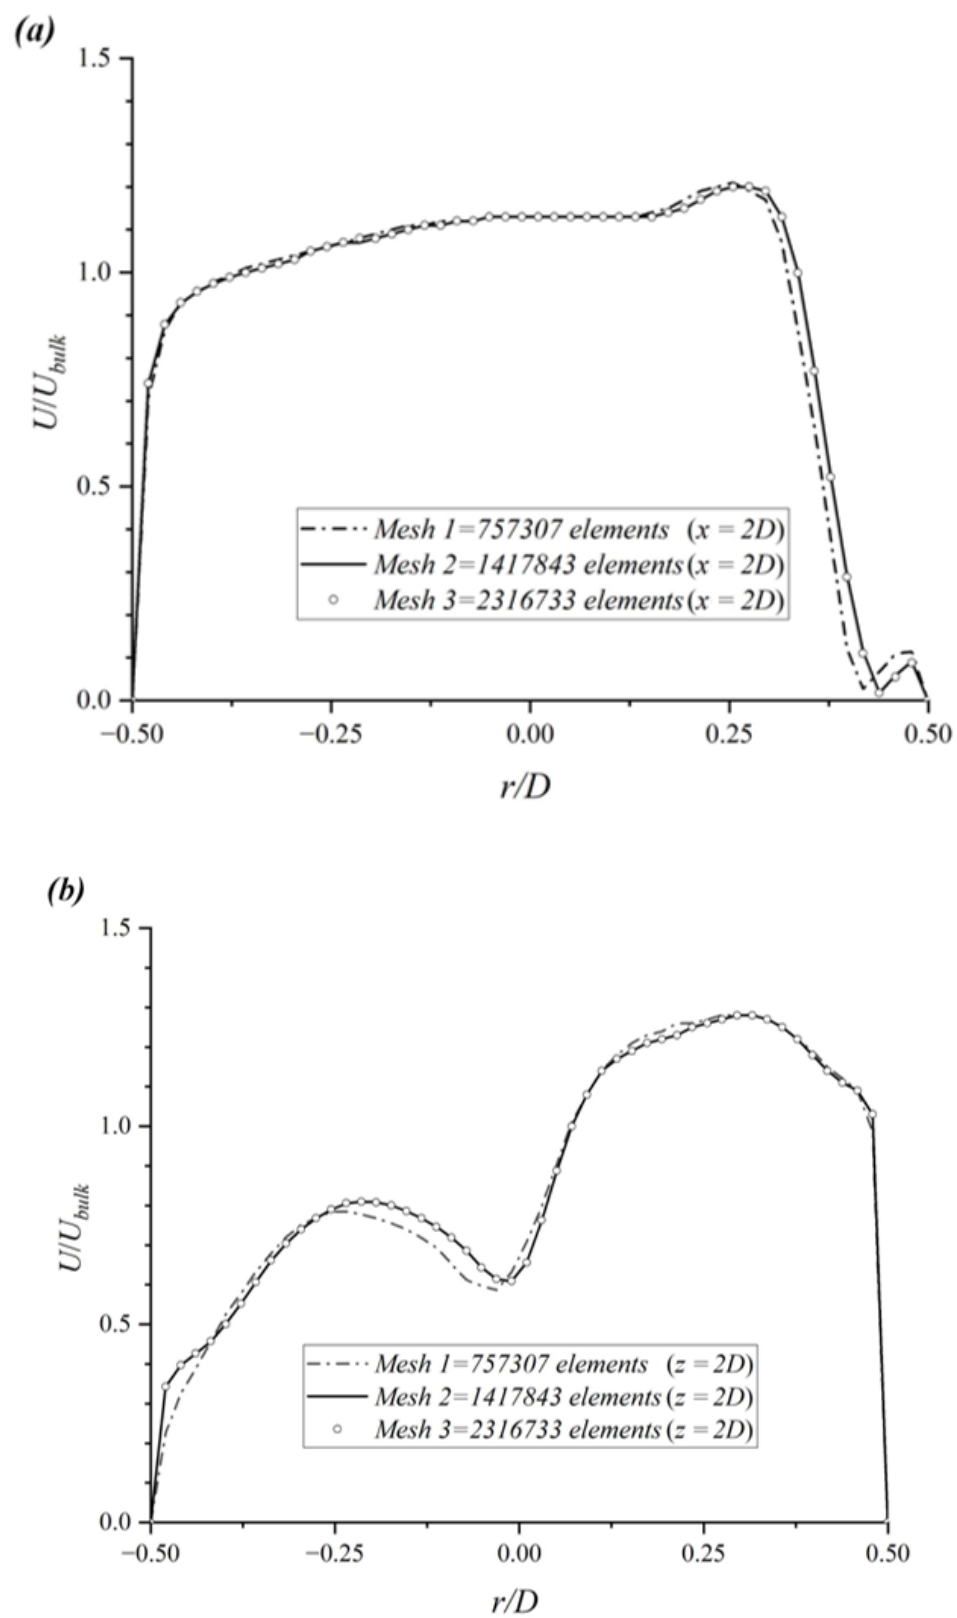 (a)
1.5
1.0
0.5
0.0
U/U_bulk
Mesh 1=757307 elements (x = 2D)
Mesh 2=1417843 elements (x = 2D)
Mesh 3=2316733 elements (x = 2D)
−0.50 −0.25 0.00 0.25 0.50
r/D
(b)
1.5
1.0
0.5
0.0
U/U_bulk
Mesh 1=757307 elements (z = 2D)
Mesh 2=1417843 elements (z = 2D)
Mesh 3=2316733 elements (z = 2D)
−0.50 −0.25 0.00 0.25 0.50
r/D